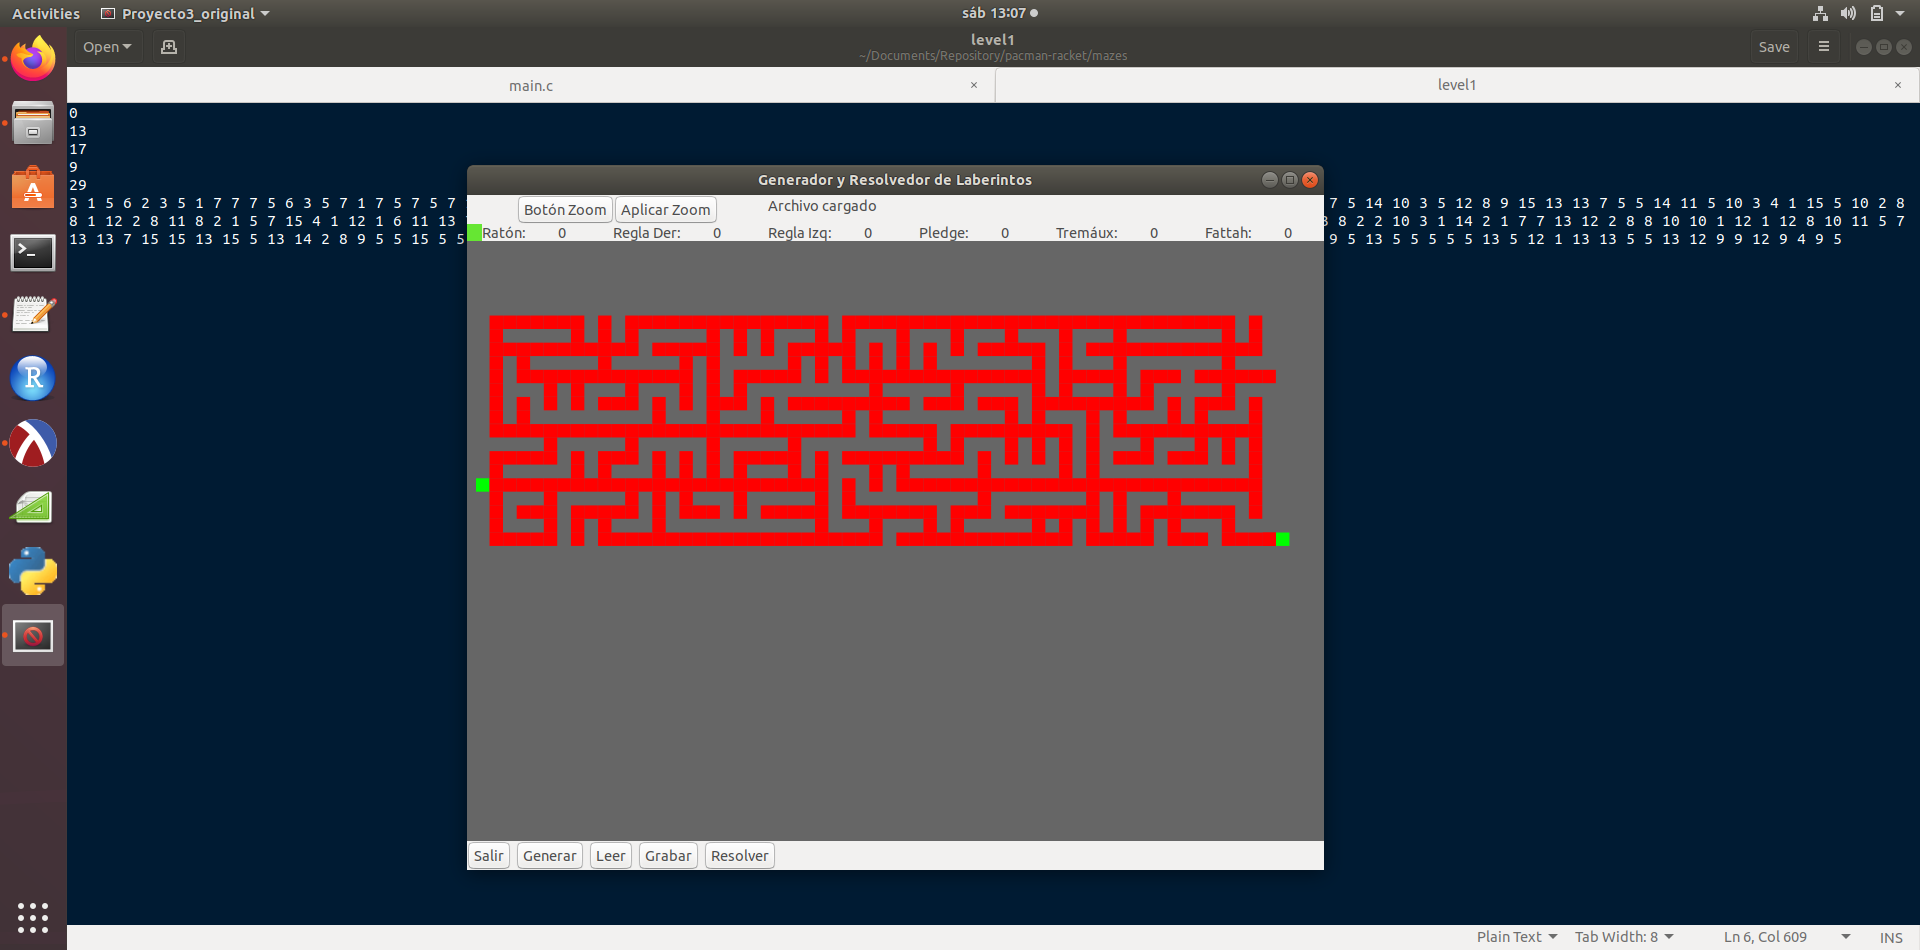 Activities Proyecto3_original sáb 13:07
Open level1 Save
~/Documents/Repository/pacman-racket/mazes
main.c × level1 ×
0
13
17
9
29
3 1 5 6 2 3 5 1 7 7 7 5 6 3 5 7 1 7 5 7 5 7 7 5 14 10 3 5 12 8 9 15 13 13 7 5 5 14 11 5 10 3 4 1 15 5 10 2 8
8 1 12 2 8 11 8 2 1 5 7 15 4 1 12 1 6 11 13 8 8 2 2 10 3 1 14 2 1 7 7 13 12 2 8 8 10 10 1 12 1 12 8 10 11 5 7
13 13 7 15 15 13 15 5 13 14 2 8 9 5 5 15 5 5 9 5 13 5 5 5 5 5 13 5 12 1 13 13 5 5 13 12 9 9 12 9 4 9 5
Generador y Resolvedor de Laberintos
Botón Zoom Aplicar Zoom Archivo cargado
Ratón: 0 Regla Der: 0 Regla Izq: 0 Pledge: 0 Tremáux: 0 Fattah: 0
Salir Generar Leer Grabar Resolver
Plain Text Tab Width: 8 Ln 6, Col 609 INS